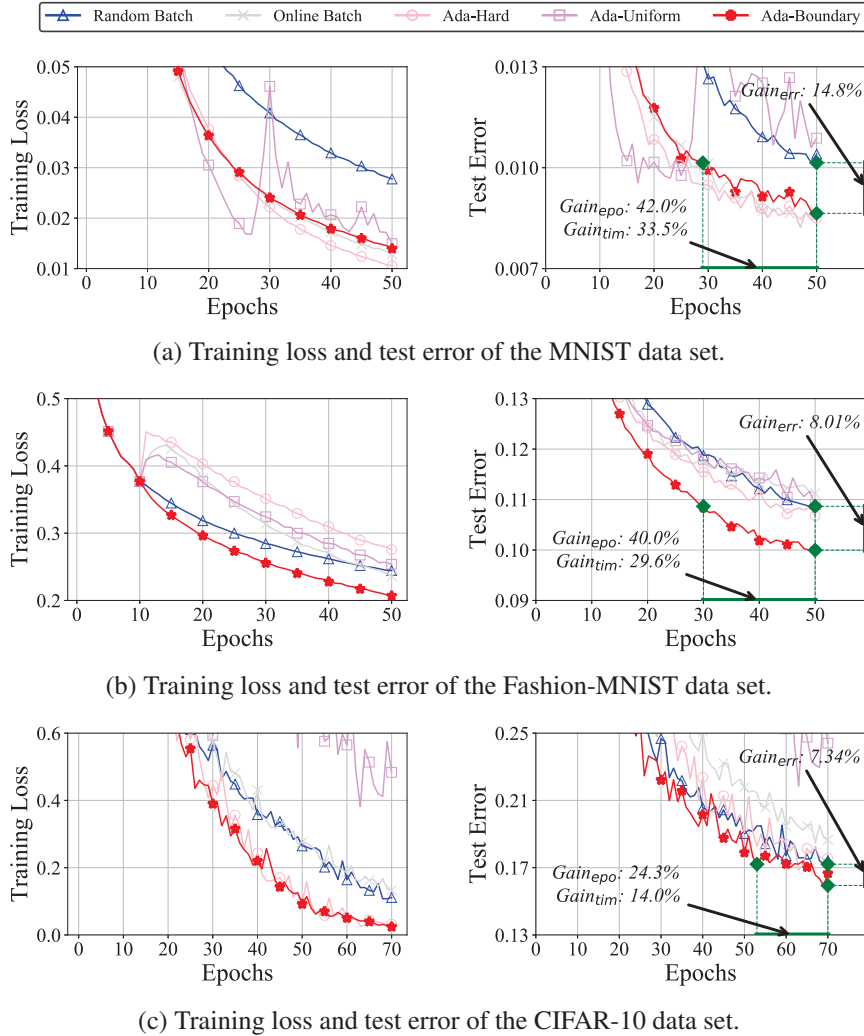 Random Batch Online Batch Ada-Hard Ada-Uniform Ada-Boundary
0.05
0.04
0.03
0.02
0.01
Training Loss
0 10 20 30 40 50
Epochs
0.013
0.010
0.007
Test Error
0 10 20 30 40 50
Epochs
Gain_err: 14.8%
Gain_epo: 42.0%
Gain_tim: 33.5%
(a) Training loss and test error of the MNIST data set.
0.5
0.4
0.3
0.2
Training Loss
0 10 20 30 40 50
Epochs
0.13
0.12
0.11
0.10
0.09
Test Error
0 10 20 30 40 50
Epochs
Gain_err: 8.01%
Gain_epo: 40.0%
Gain_tim: 29.6%
(b) Training loss and test error of the Fashion-MNIST data set.
0.6
0.4
0.2
0.0
Training Loss
0 10 20 30 40 50 60 70
Epochs
0.25
0.21
0.17
0.13
Test Error
0 10 20 30 40 50 60 70
Epochs
Gain_err: 7.34%
Gain_epo: 24.3%
Gain_tim: 14.0%
(c) Training loss and test error of the CIFAR-10 data set.